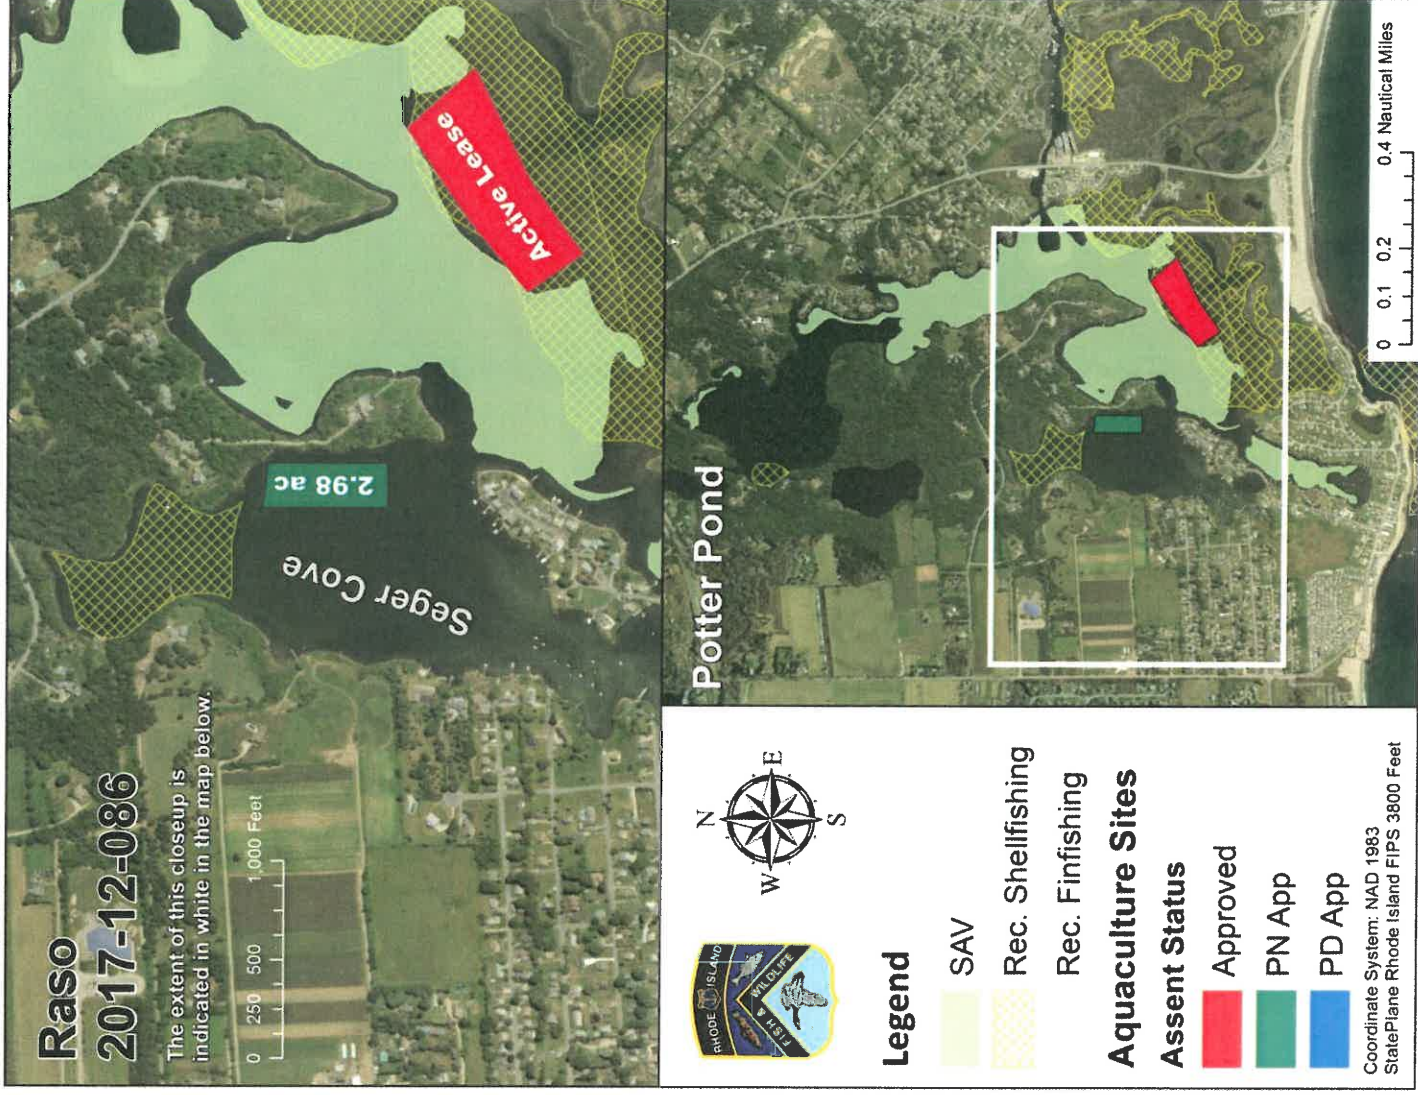 Raso
2017-12-086
The extent of this closeup is
indicated in white in the map below.
0 250 500 1,000 Feet
Active Lease
2.98 ac
Seger Cove
Potter Pond
0 0.1 0.2 0.4 Nautical Miles
N
W E
S
RHODE ISLAND
FISH & WILDLIFE
Legend
SAV
Rec. Shellfishing
Rec. Finfishing
Aquaculture Sites
Assent Status
Approved
PN App
PD App
Coordinate System: NAD 1983
StatePlane Rhode Island FIPS 3800 Feet